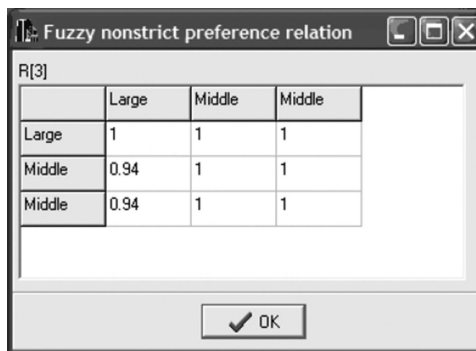 Fuzzy nonstrict preference relation
R[3]
Large Middle Middle
Large 1 1 1
Middle 0.94 1 1
Middle 0.94 1 1
OK